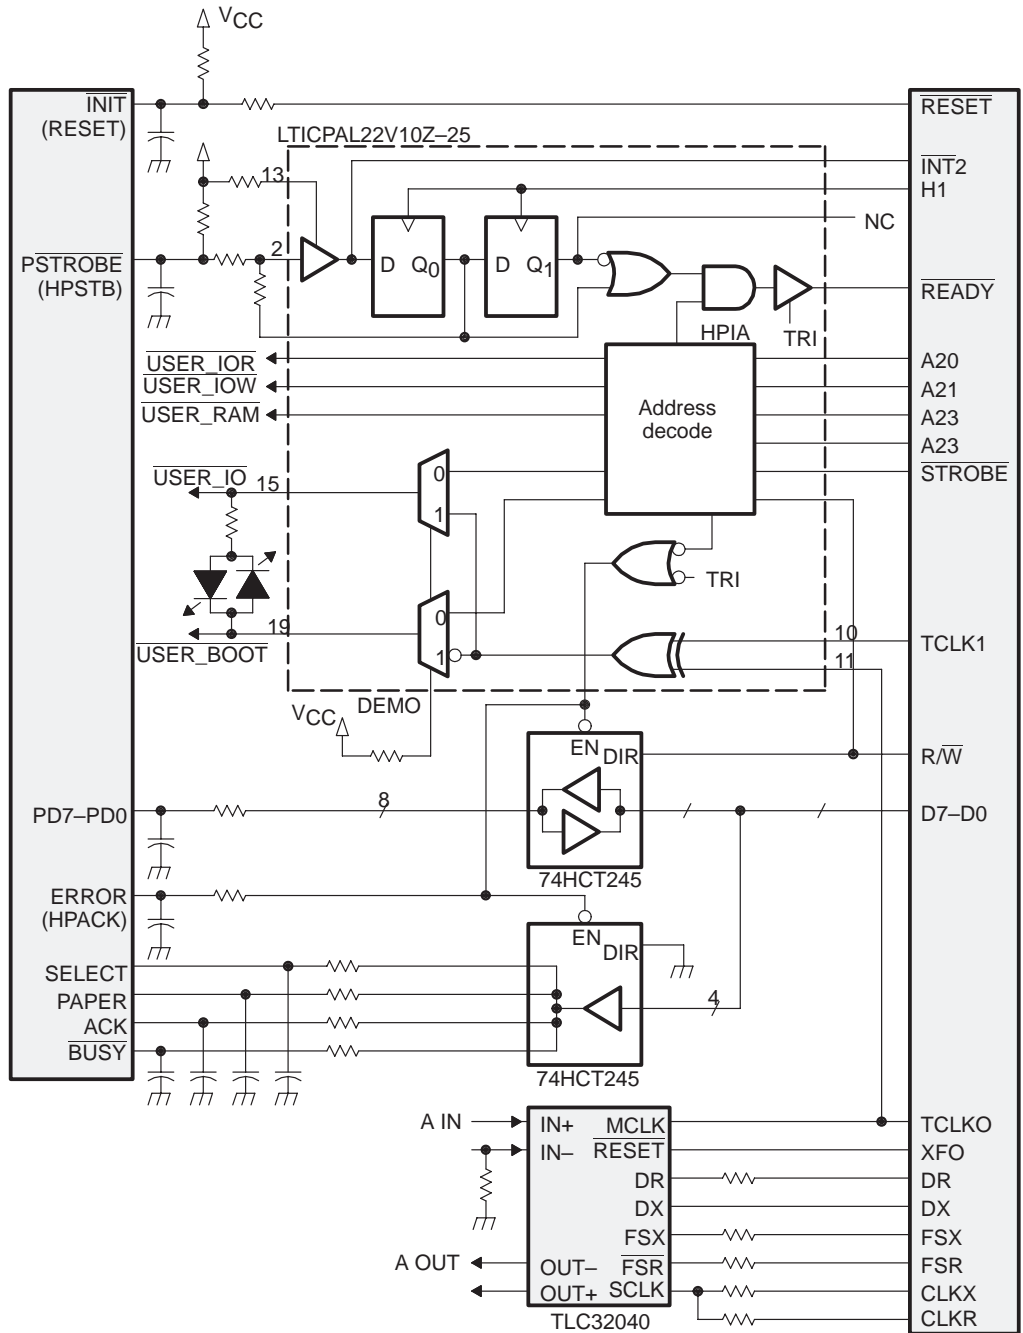 VCC
INIT
(RESET)
RESET
LTICPAL22V10Z–25
INT2
13
H1
NC
PSTROBE
(HPSTB)
2
D Q0
D Q1
READY
HPIA
TRI
USER_IOR
A20
USER_IOW
A21
USER_RAM
A23
Address
decode
A23
USER_IO
15
0
STROBE
1
TRI
0
19
USER_BOOT
1
10
TCLK1
11
DEMO
VCC
EN
DIR
R/W
PD7–PD0
8
D7–D0
74HCT245
ERROR
(HPACK)
EN
DIR
SELECT
PAPER
4
ACK
BUSY
74HCT245
A IN
IN+
MCLK
TCLKO
IN–
RESET
XFO
DR
DR
DX
DX
FSX
FSX
A OUT
OUT–
FSR
FSR
OUT+
SCLK
CLKX
TLC32040
CLKR